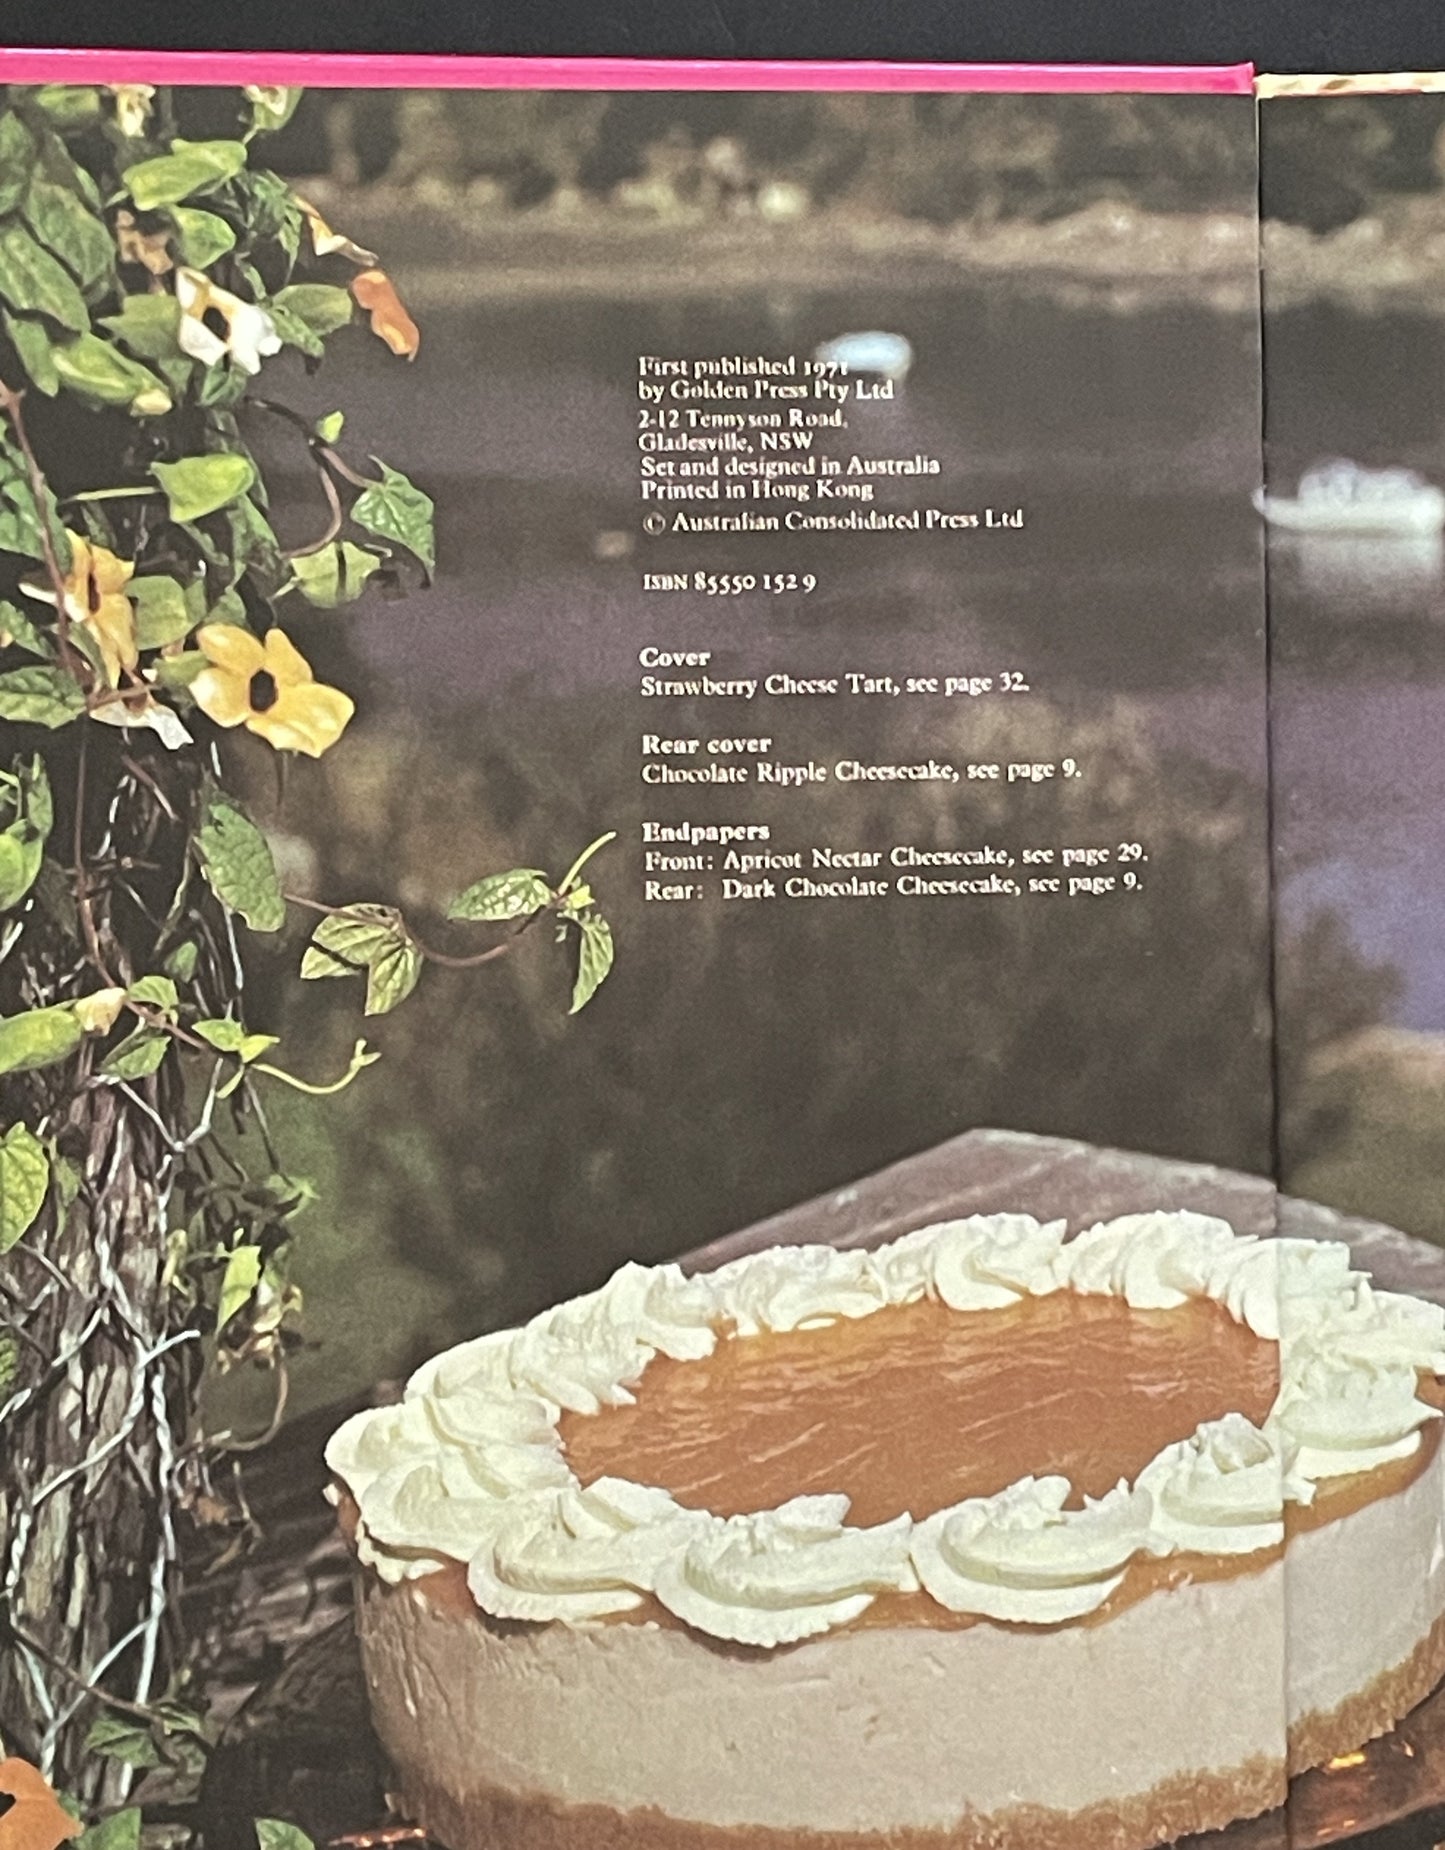 First published 1971
by Golden Press Pty Ltd
2-12 Tennyson Road,
Gladesville, NSW
Set and designed in Australia
Printed in Hong Kong
© Australian Consolidated Press Ltd
ISBN 85550 152 9
Cover
Strawberry Cheese Tart, see page 32.
Rear cover
Chocolate Ripple Cheesecake, see page 9.
Endpapers
Front: Apricot Nectar Cheesecake, see page 29.
Rear: Dark Chocolate Cheesecake, see page 9.